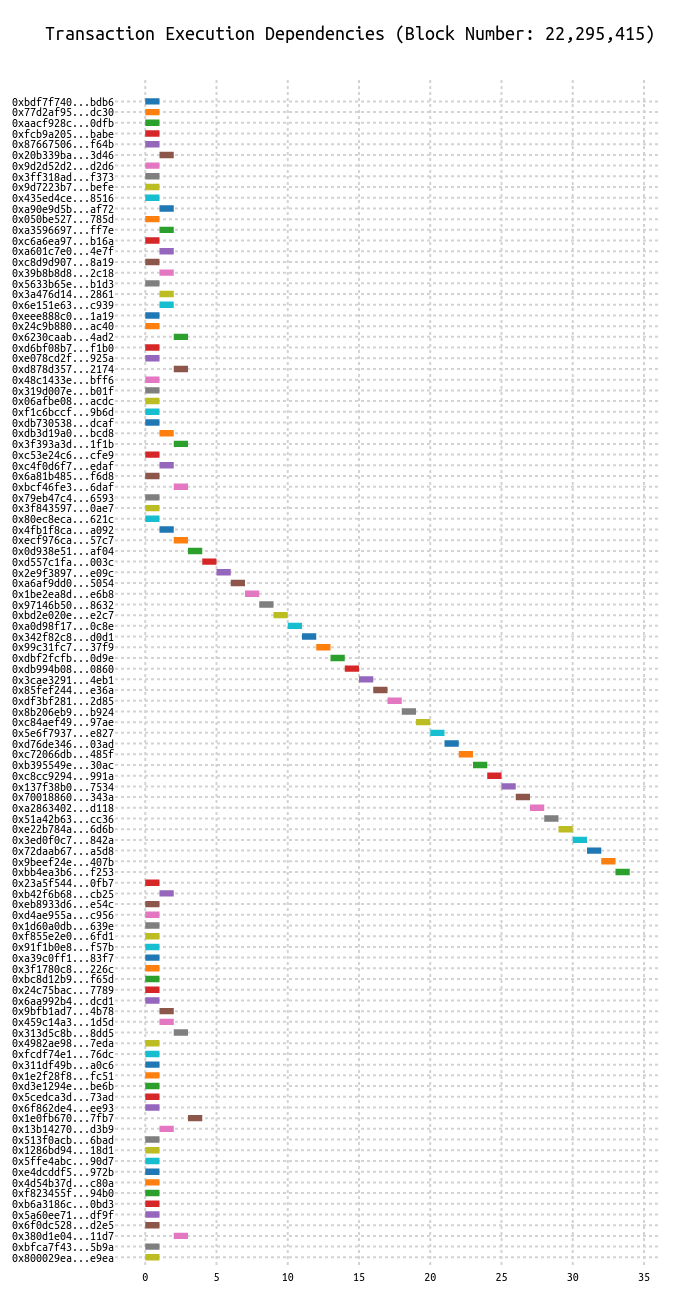 Transaction Execution Dependencies (Block Number: 22,295,415)
0xbdf7f740...bdb6
0x77d2af95...dc30
0xaacf928c...0dfb
0xfcb9a205...babe
0x87667506...f64b
0x20b339ba...3d46
0x9d2d52d2...d2d6
0x3ff318ad...f373
0x9d7223b7...befe
0x435ed4ce...8516
0xa90e9d5b...af72
0x050be527...785d
0xa3596697...ff7e
0xc6a6ea97...b16a
0xa601c7e0...4e7f
0xc8d9d907...8a19
0x39b8b8d8...2c18
0x5633b65e...b1d3
0x3a476d14...2861
0x6e151e63...c939
0xeee888c0...1a19
0x24c9b880...ac40
0x6230caab...4ad2
0xd6bf08b7...f1b0
0xe078cd2f...925a
0xd878d357...2174
0x48c1433e...bff6
0x319d007e...b01f
0x06afbe08...acdc
0xf1c6bccf...9b6d
0xdb730538...dcaf
0xdb3d19a0...bcd8
0x3f393a3d...1f1b
0xc53e24c6...cfe9
0xc4f0d6f7...edaf
0x6a81b485...f6d8
0xbcf46fe3...6daf
0x79eb47c4...6593
0x3f843597...0ae7
0x80ec8eca...621c
0x4fb1f8ca...a092
0xecf976ca...57c7
0x0d938e51...af04
0xd557c1fa...003c
0x2e9f3897...e09c
0xa6af9dd0...5054
0x1be2ea8d...e6b8
0x97146b50...8632
0xbd2e020e...e2c7
0xa0d98f17...0c8e
0x342f82c8...d0d1
0x99c31fc7...37f9
0xdbf2fcfb...0d9e
0xdb994b08...0860
0x3cae3291...4eb1
0x85fef244...e36a
0xdf3bf281...2d85
0x8b206eb9...b924
0xc84aef49...97ae
0x5e6f7937...e827
0xd76de346...03ad
0xc72066db...485f
0xb395549e...30ac
0xc8cc9294...991a
0x137f38b0...7534
0x70018860...343a
0xa2863402...d118
0x51a42b63...cc36
0xe22b784a...6d6b
0x3ed0f0c7...842a
0x72daab67...a5d8
0x9beef24e...407b
0xbb4ea3b6...f253
0x23a5f544...0fb7
0xb42f6b68...cb25
0xeb8933d6...e54c
0xd4ae955a...c956
0x1d60a0db...639e
0xf855e2e0...6fd1
0x91f1b0e8...f57b
0xa39c0ff1...83f7
0x3f1780c8...226c
0xbc8d12b9...f65d
0x24c75bac...7789
0x6aa992b4...dcd1
0x9bfb1ad7...4b78
0x459c14a3...1d5d
0x313d5c8b...8dd5
0x4982ae98...7eda
0xfcdf74e1...76dc
0x311df49b...a0c6
0x1e2f28f8...fc51
0xd3e1294e...be6b
0x5cedca3d...73ad
0x6f862de4...ee93
0x1e0fb670...7fb7
0x13b14270...d3b9
0x513f0acb...6bad
0x1286bd94...18d1
0x5ffe4abc...90d7
0xe4dcddf5...972b
0x4d54b37d...c80a
0xf823455f...94b0
0xb6a3186c...0bd3
0x5a60ee71...df9f
0x6f0dc528...d2e5
0x380d1e04...11d7
0xbfca7f43...5b9a
0x800029ea...e9ea
0 5 10 15 20 25 30 35